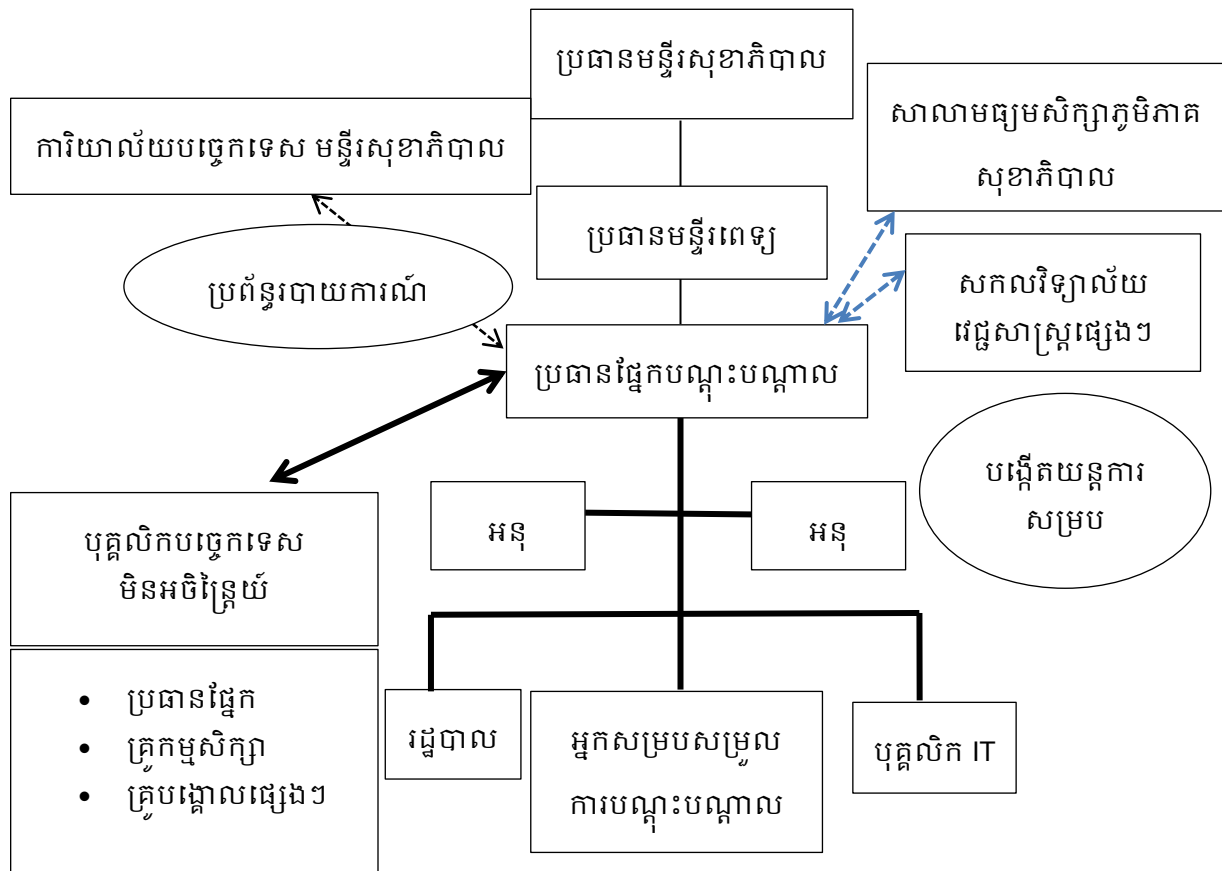 ប្រធានមន្ទីរសុខាភិបាល
ការិយាល័យបច្ចេកទេស មន្ទីរសុខាភិបាល
សាលាមធ្យមសិក្សាភូមិភាគ
សុខាភិបាល
ប្រធានមន្ទីរពេទ្យ
ប្រព័ន្ធរបាយការណ៍
សកលវិទ្យាល័យ
វេជ្ជសាស្ត្រផ្សេងៗ
ប្រធានផ្នែកបណ្តុះបណ្តាល
បង្កើតយន្តការ
សម្រប
អនុ
អនុ
បុគ្គលិកបច្ចេកទេស
មិនអចិន្ត្រៃយ៍
• ប្រធានផ្នែក
• គ្រូកម្មសិក្សា
• គ្រូបង្គោលផ្សេងៗ
រដ្ឋបាល
អ្នកសម្របសម្រួល
ការបណ្តុះបណ្តាល
បុគ្គលិក IT